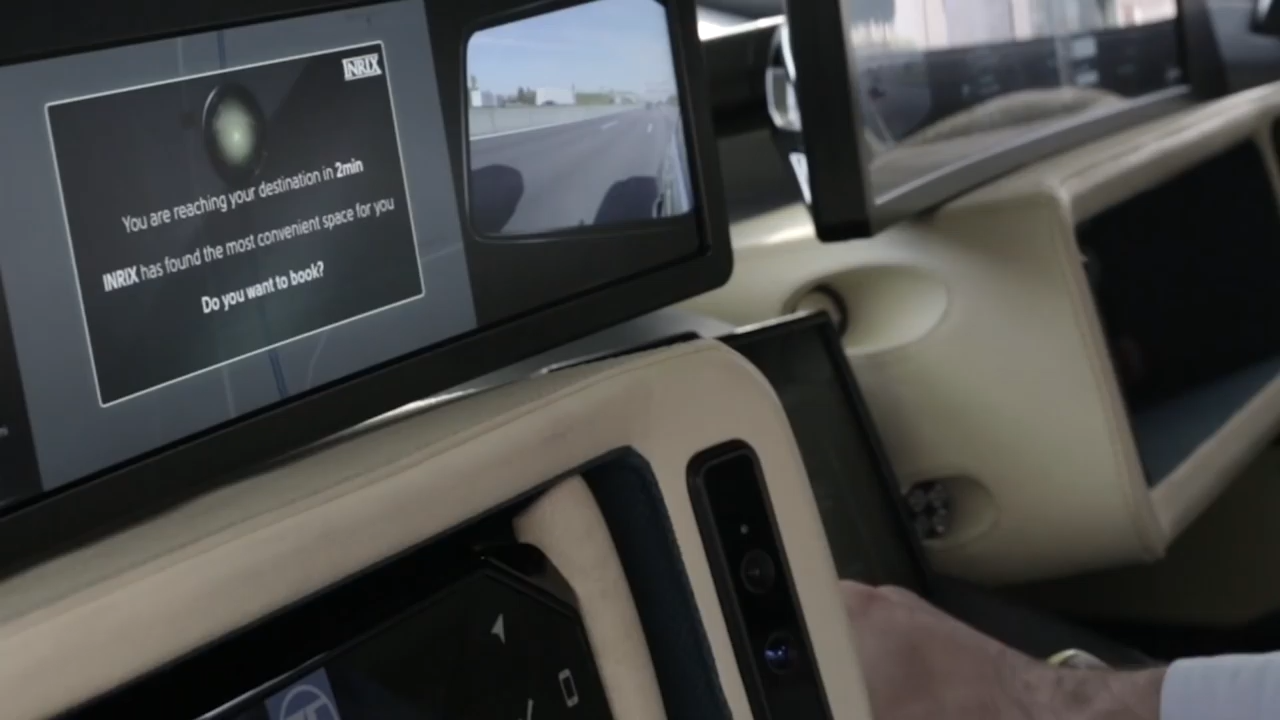 INRIX
You are reaching your destination in 2min
INRIX has found the most convenient space for you
Do you want to book?